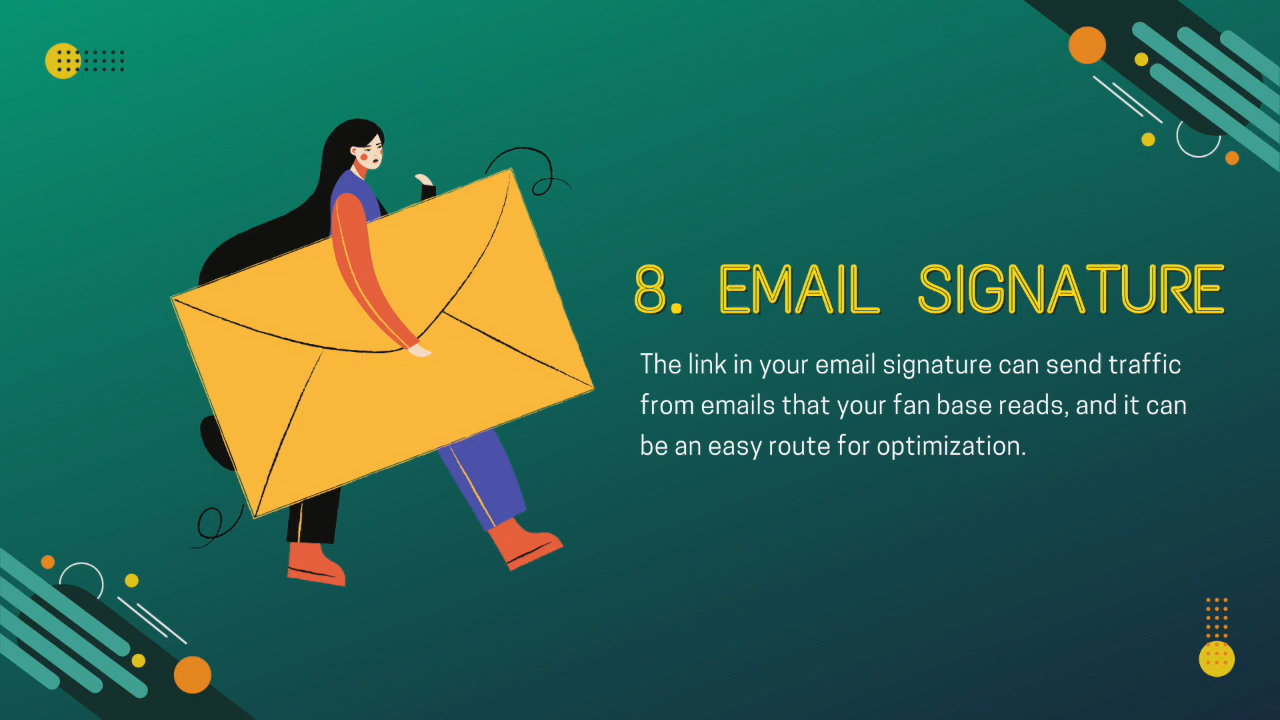 8. EMAIL SIGNATURE
The link in your email signature can send traffic
from emails that your fan base reads, and it can
be an easy route for optimization.